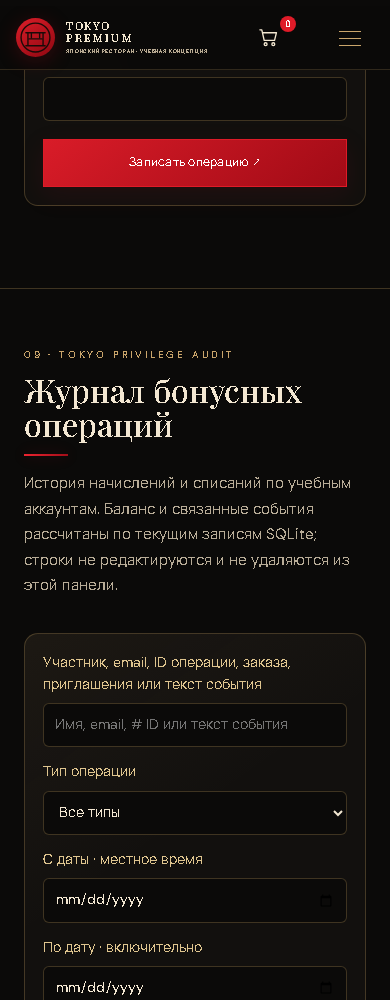 TOKYO
PREMIUM
ЯПОНСКИЙ РЕСТОРАН · УЧЕБНАЯ КОНЦЕПЦИЯ
0
Записать операцию ↗
09 · TOKYO PRIVILEGE AUDIT
Журнал бонусных
операций
История начислений и списаний по учебным
аккаунтам. Баланс и связанные события
рассчитаны по текущим записям SQLite;
строки не редактируются и не удаляются из
этой панели.
Участник, email, ID операции, заказа,
приглашения или текст события
Имя, email, # ID или текст события
Тип операции
Все типы
С даты · местное время
mm/dd/yyyy
По дату · включительно
mm/dd/yyyy